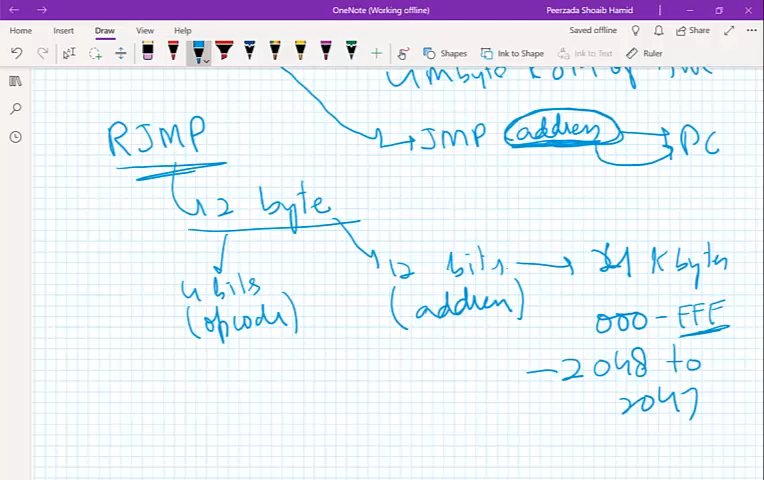 OneNote (Working offline)
Peerzada Shoaib Hamid
Home Insert Draw View Help
Saved offline Share
Shapes Ink to Shape Ink to Text Ruler
RJMP
JMP (address) PC
2 byte
4 bits
(opcode)
12 bits
(address)
4 K bytes
000 - FFF
-2048 to
2047